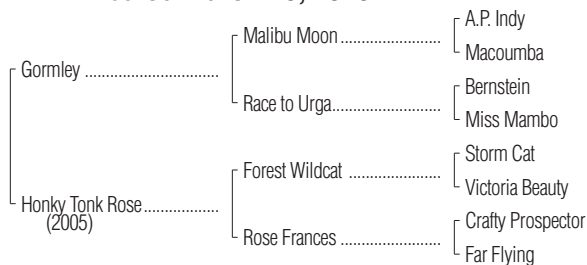 A.P. Indy
Malibu Moon ........................
Macoumba
Gormley ................................
Bernstein
Race to Urga..........................
Miss Mambo
Storm Cat
Forest Wildcat ........................
Victoria Beauty
Honky Tonk Rose ..................
(2005)
Crafty Prospector
Rose Frances ........................
Far Flying